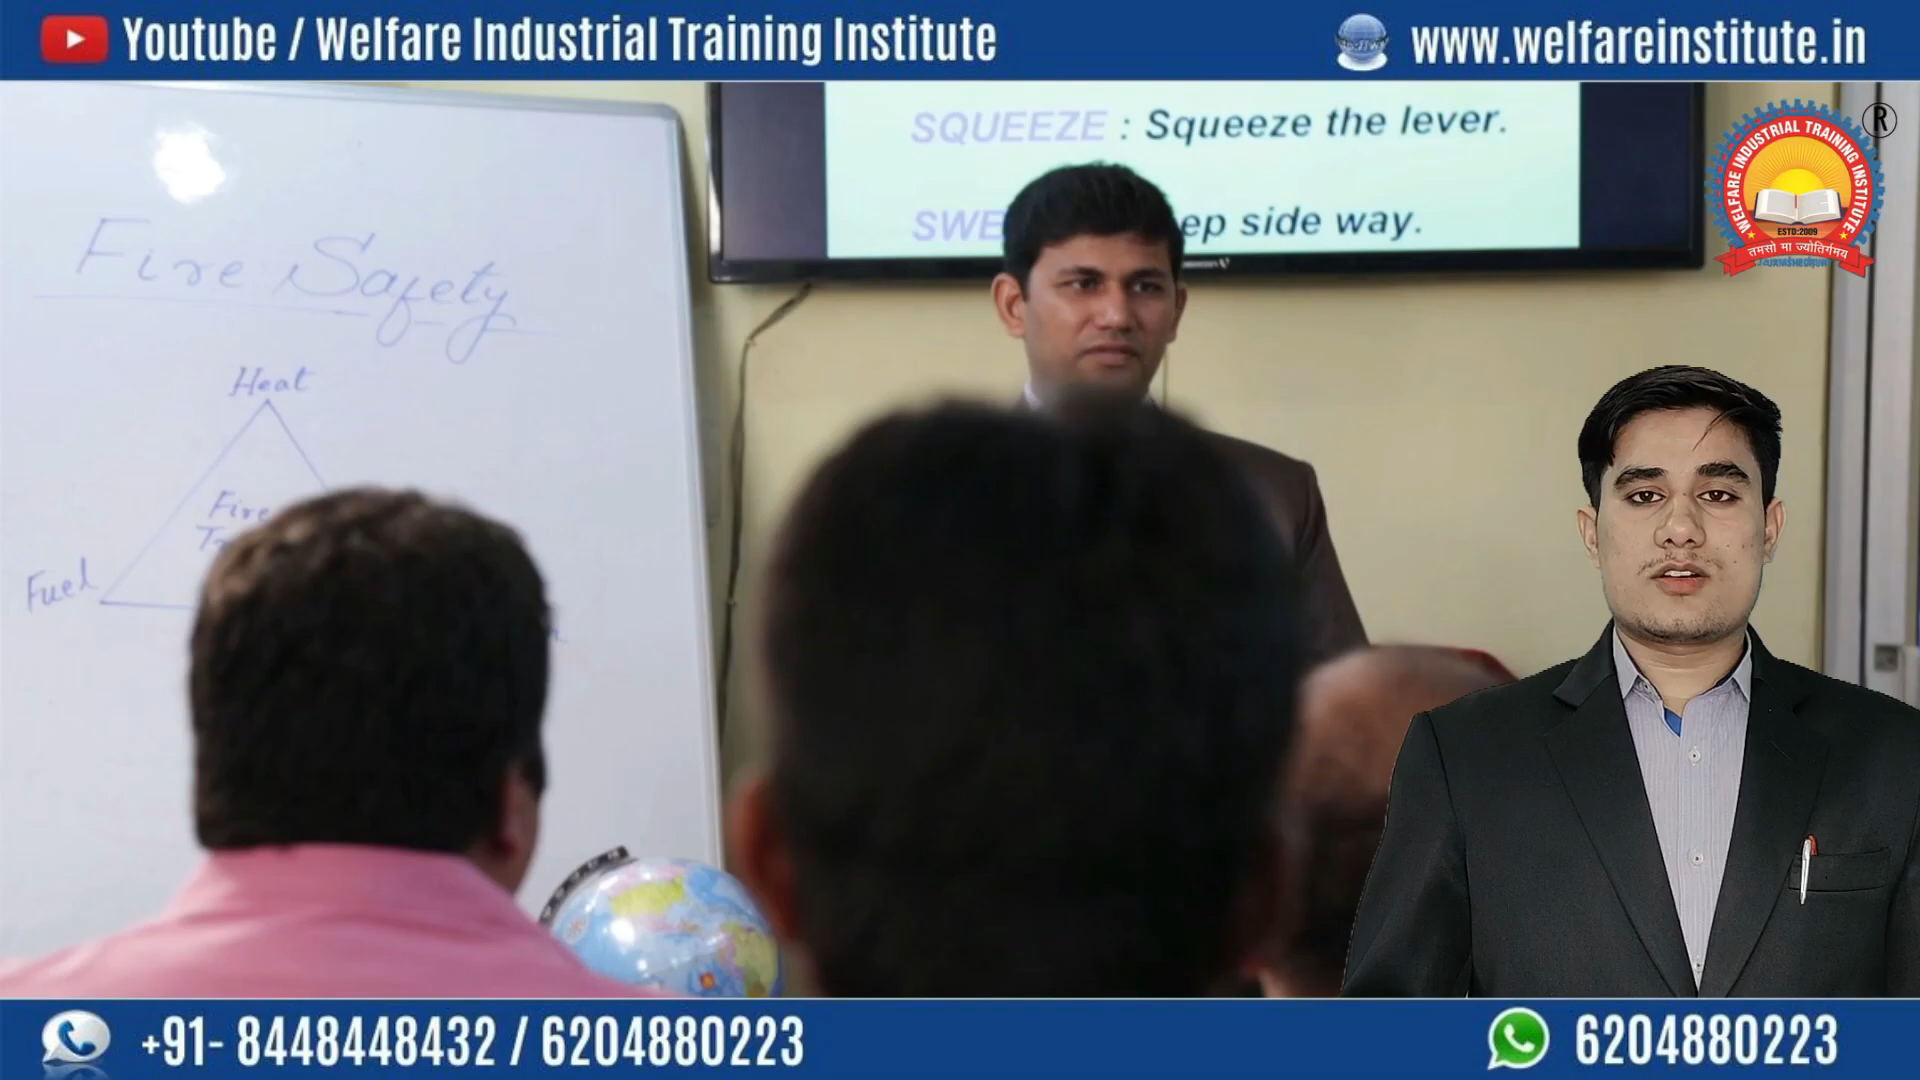 Youtube / Welfare Industrial Training Institute
www.welfareinstitute.in
SQUEEZE : Squeeze the lever.
side way.
WELFARE INDUSTRIAL TRAINING INSTITUTE
®
ESTD:2009
तमसो मा ज्योतिर्गमय
Fire Safety
Heat
Fire
Fuel
+91- 8448448432 / 6204880223
6204880223